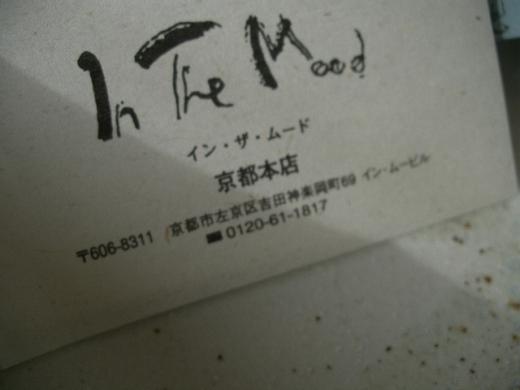 In The Mood
イン・ザ・ムード
京都本店
〒606-8311 京都市左京区吉田神楽岡町69 イン・ムービル
0120-61-1817